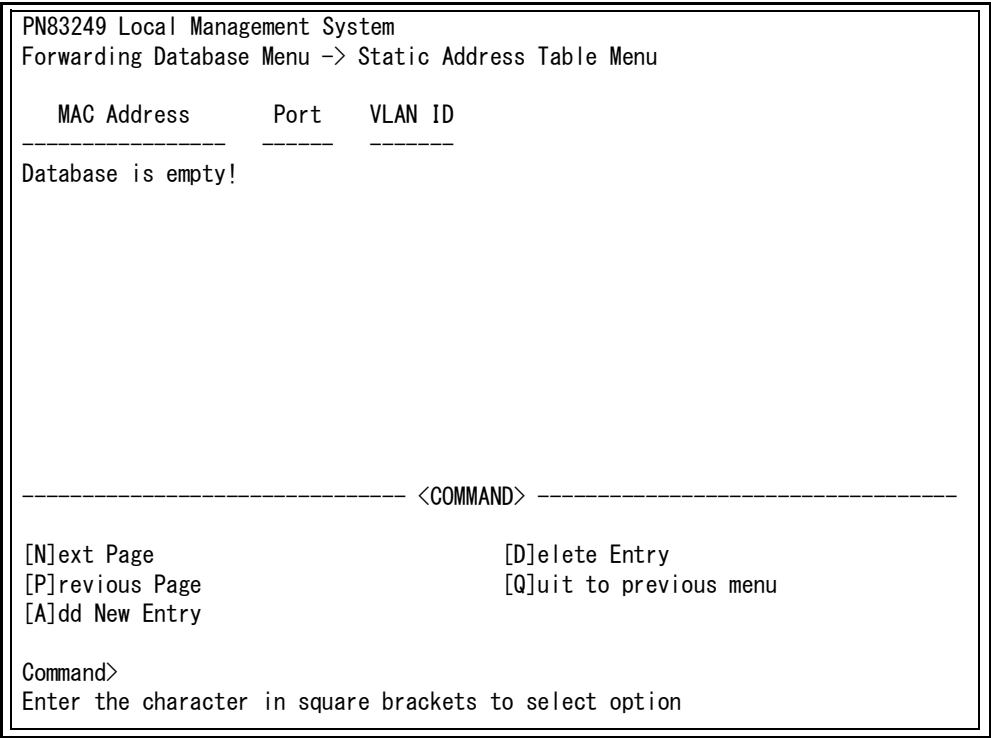 PN83249 Local Management System
Forwarding Database Menu -> Static Address Table Menu
MAC Address Port VLAN ID
----------------- ------ -------
Database is empty!
-------------------------------- <COMMAND> -----------------------------------
[N]ext Page [D]elete Entry
[P]revious Page [Q]uit to previous menu
[A]dd New Entry
Command>
Enter the character in square brackets to select option